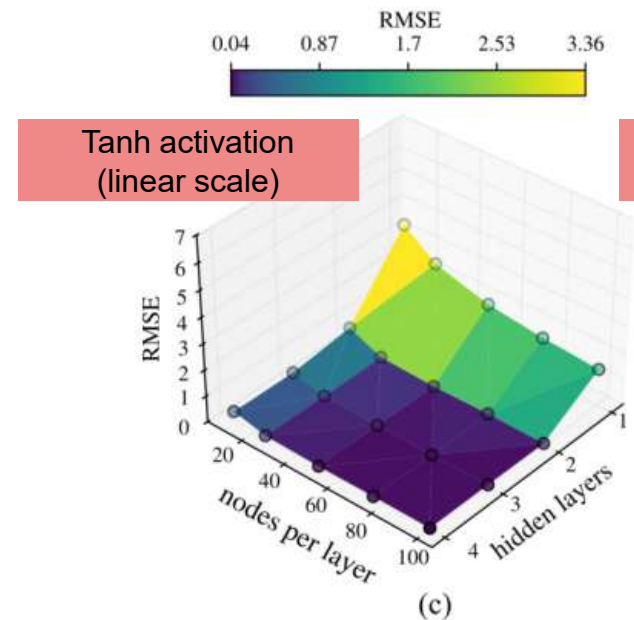 RMSE
0.04 0.87 1.7 2.53 3.36
Tanh activation
(linear scale)
7
6
5
4
3
2
1
0
RMSE
20
40
60
80
100
nodes per layer
1
2
3
4
hidden layers
(c)